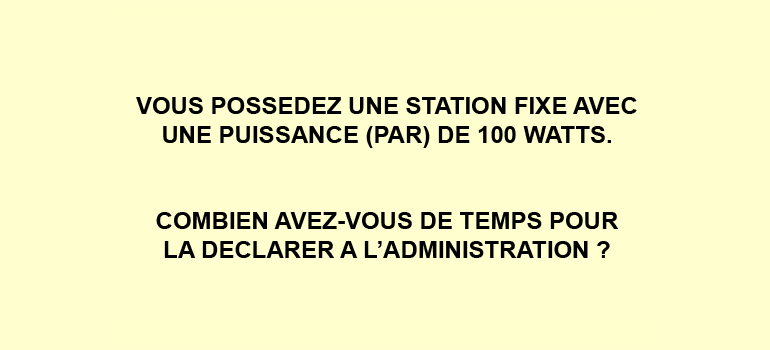 VOUS POSSEDEZ UNE STATION FIXE AVEC
UNE PUISSANCE (PAR) DE 100 WATTS.
COMBIEN AVEZ-VOUS DE TEMPS POUR
LA DECLARER A L’ADMINISTRATION ?